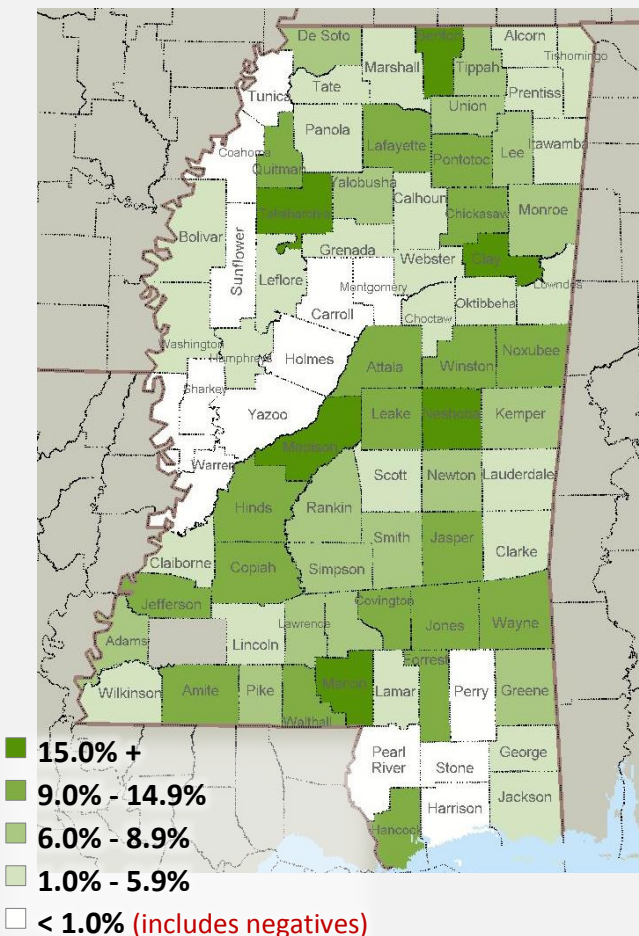 De Soto
Benton
Alcorn
Tishomingo
Marshall
Tippah
Tunica
Tate
Prentiss
Union
Panola
Itawamba
Coahoma
Lafayette
Lee
Quitman
Pontotoc
Yalobusha
Tallahatchie
Calhoun
Chickasaw
Monroe
Bolivar
Sunflower
Grenada
Clay
Webster
Leflore
Lowndes
Montgomery
Oktibbeha
Carroll
Choctaw
Washington
Humphreys
Holmes
Noxubee
Attala
Winston
Sharkey
Yazoo
Leake
Neshoba
Kemper
Madison
Warren
Scott
Newton
Lauderdale
Hinds
Rankin
Smith
Jasper
Clarke
Claiborne
Copiah
Simpson
Jefferson
Covington
Lawrence
Jones
Wayne
Adams
Lincoln
Forrest
Wilkinson
Amite
Pike
Marion
Lamar
Perry
Greene
Walthall
Pearl
River
Stone
George
Harrison
Jackson
Hancock
15.0% +
9.0% - 14.9%
6.0% - 8.9%
1.0% - 5.9%
< 1.0% (includes negatives)